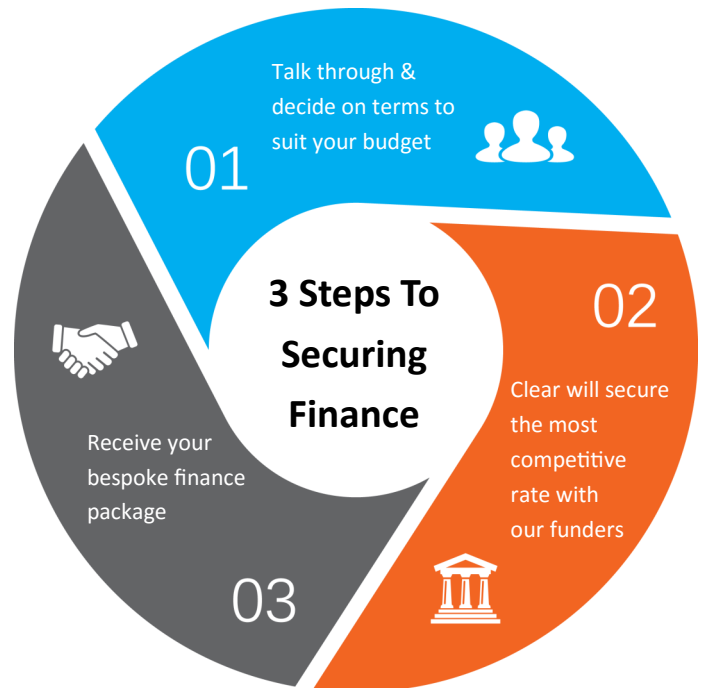 3 Steps To
Securing
Finance
01
Talk through &
decide on terms to
suit your budget
02
Clear will secure
the most
competitive
rate with
our funders
03
Receive your
bespoke finance
package